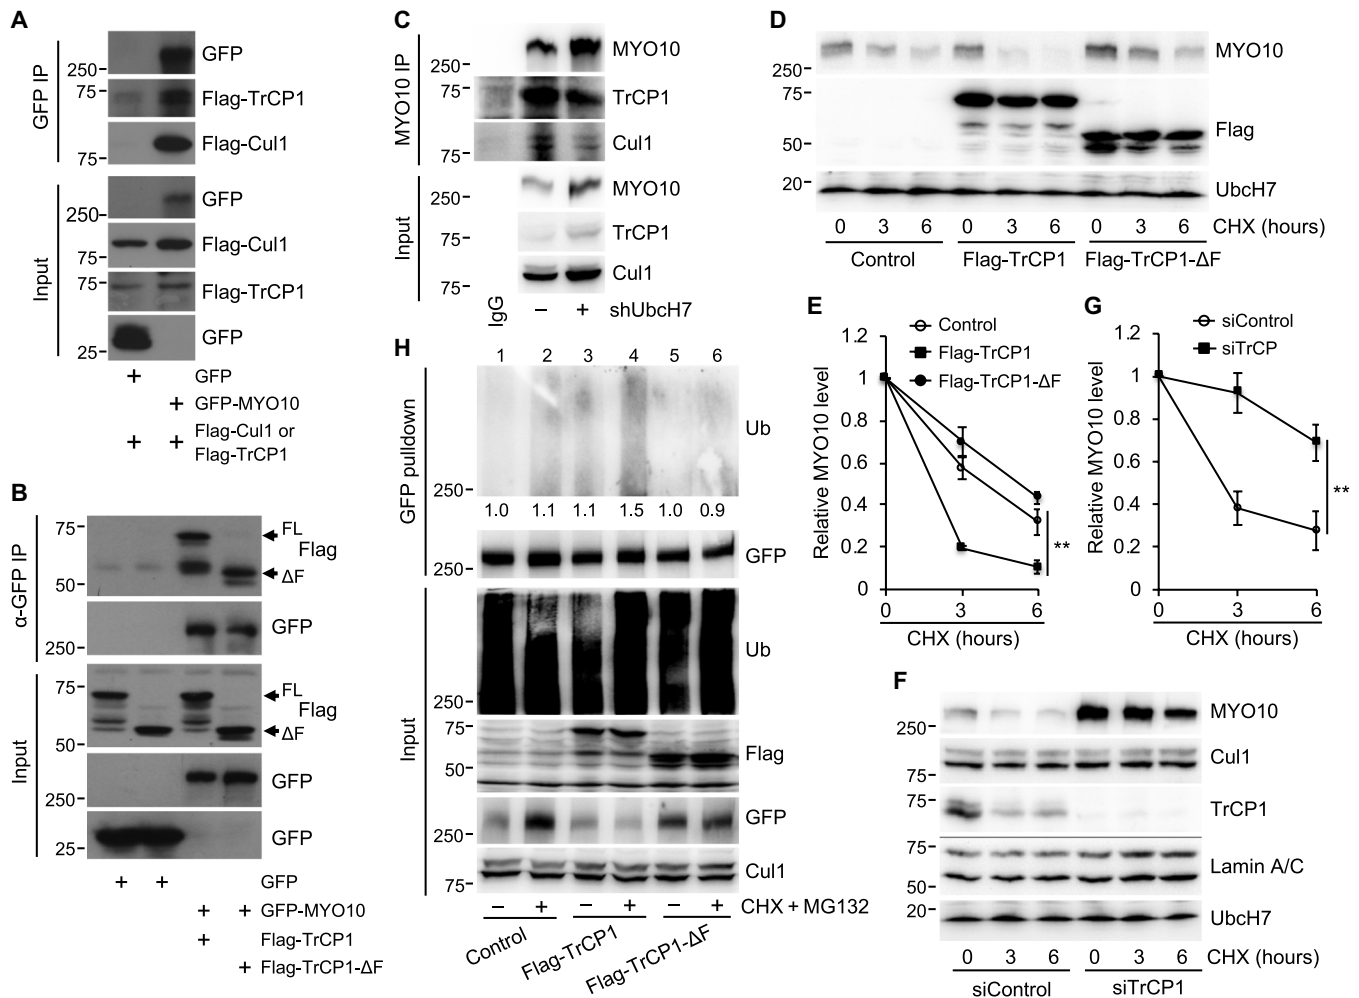 A
GFP IP
GFP
250
75
Flag-TrCP1
Flag-Cul1
75
Input
GFP
250
Flag-Cul1
75
75
Flag-TrCP1
GFP
25
+ GFP
+ GFP-MYO10
+ + Flag-Cul1 or
Flag-TrCP1
B
α-GFP IP
75
FL
Flag
ΔF
50
GFP
250
Input
75
FL
Flag
ΔF
50
GFP
250
GFP
25
+ + GFP
+ + GFP-MYO10
+ Flag-TrCP1
+ Flag-TrCP1-ΔF
C
MYO10 IP
MYO10
250
75
TrCP1
Cul1
75
Input
MYO10
250
TrCP1
75
Cul1
75
IgG − + shUbcH7
D
MYO10
250
75
Flag
50
20
UbcH7
0 3 6 0 3 6 0 3 6 CHX (hours)
Control Flag-TrCP1 Flag-TrCP1-ΔF
E
Control
Flag-TrCP1
Flag-TrCP1-ΔF
Relative MYO10 level
1.2
1
0.8
0.6
0.4
0.2
0
**
0 3 6
CHX (hours)
G
siControl
siTrCP
Relative MYO10 level
1.2
1
0.8
0.6
0.4
0.2
0
**
0 3 6
CHX (hours)
H
1 2 3 4 5 6
GFP pulldown
Ub
250
1.0 1.1 1.1 1.5 1.0 0.9
GFP
250
Input
Ub
250
75
Flag
50
GFP
250
Cul1
75
− + − + − + CHX + MG132
Control Flag-TrCP1 Flag-TrCP1-ΔF
F
MYO10
250
Cul1
75
75
TrCP1
75
Lamin A/C
50
20
UbcH7
0 3 6 0 3 6 CHX (hours)
siControl siTrCP1